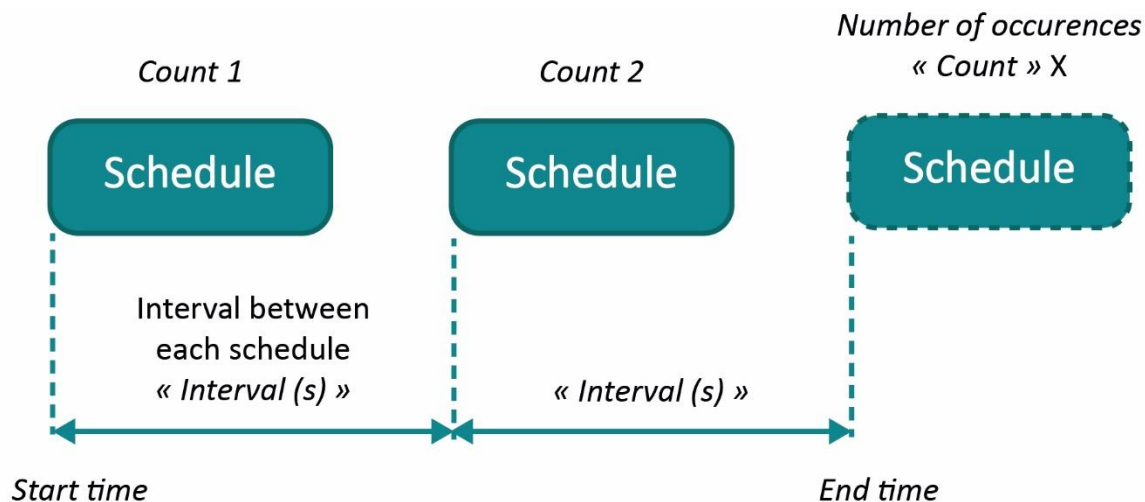 Number of occurences
« Count » X
Count 1
Count 2
Schedule
Schedule
Schedule
Interval between
each schedule
« Interval (s) »
« Interval (s) »
Start time
End time